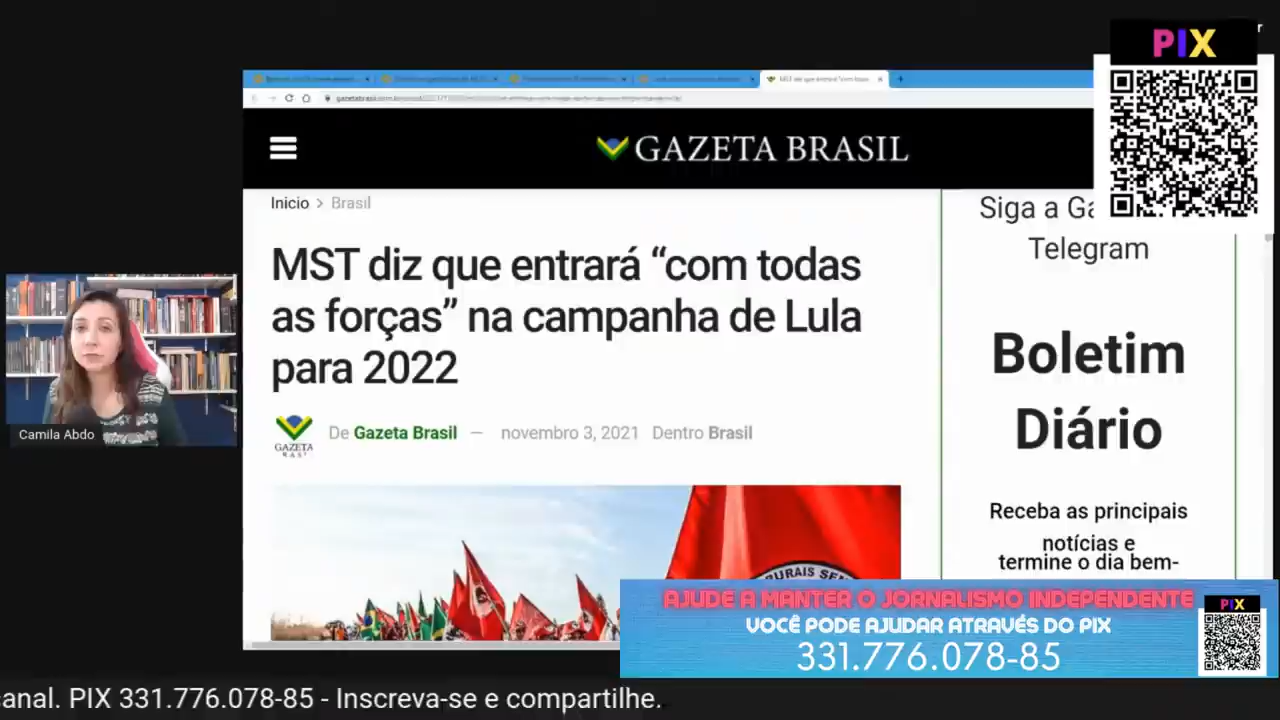 PIX
GAZETA BRASIL
Inicio > Brasil
MST diz que entrará “com todas
as forças” na campanha de Lula
para 2022
GAZETA
De Gazeta Brasil — novembro 3, 2021 Dentro Brasil
Siga a Ga
Telegram
Boletim
Diário
Receba as principais
notícias e
termine o dia bem-
Camila Abdo
URAIS SEM
AJUDE A MANTER O JORNALISMO INDEPENDENTE
VOCÊ PODE AJUDAR ATRAVÉS DO PIX
331.776.078-85
PIX
anal. PIX 331.776.078-85 - Inscreva-se e compartilhe.